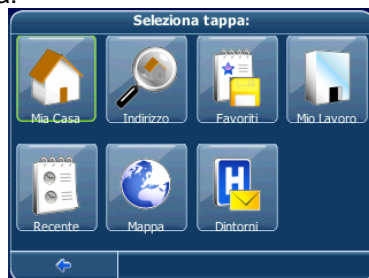 a.
Seleziona tappa:
Mia Casa Indirizzo Favoriti Mio Lavoro
Recente Mappa Dintorni